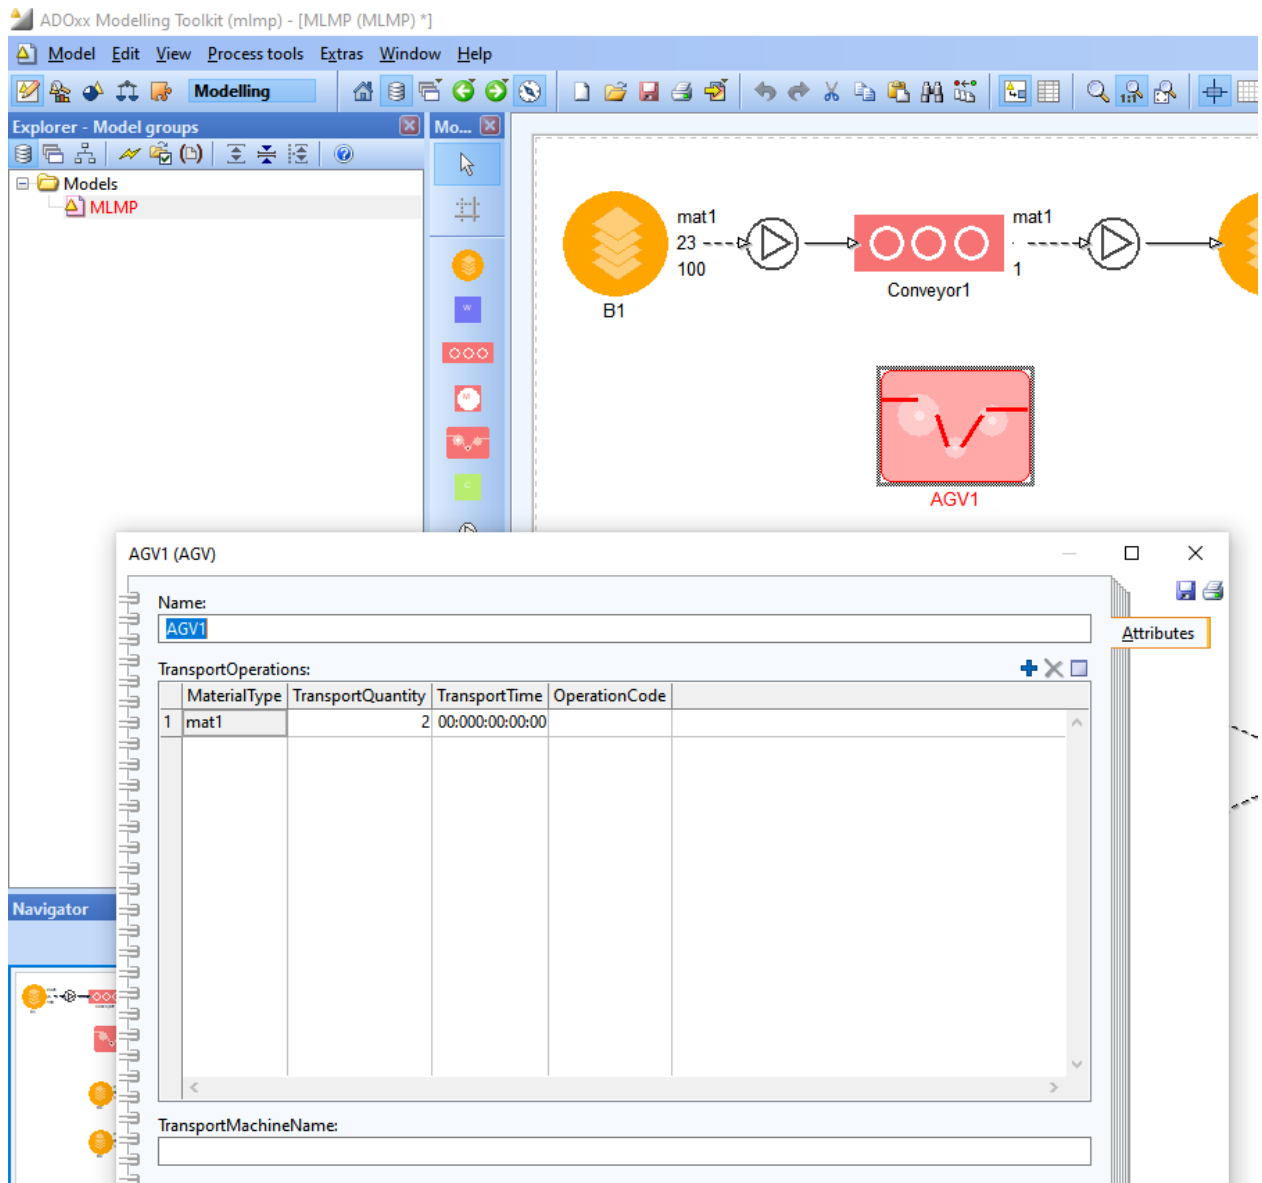 ADOxx Modelling Toolkit (mlmp) - [MLMP (MLMP) *]
Model Edit View Process tools Extras Window Help
Modelling
Explorer - Model groups
Mo...
Models
MLMP
mat1
23
100
B1
Conveyor1
mat1
1
W
M
C
AGV1
AGV1 (AGV)
Name:
AGV1
Attributes
TransportOperations:
MaterialType TransportQuantity TransportTime OperationCode
1 mat1 2 00:000:00:00:00
TransportMachineName:
Navigator